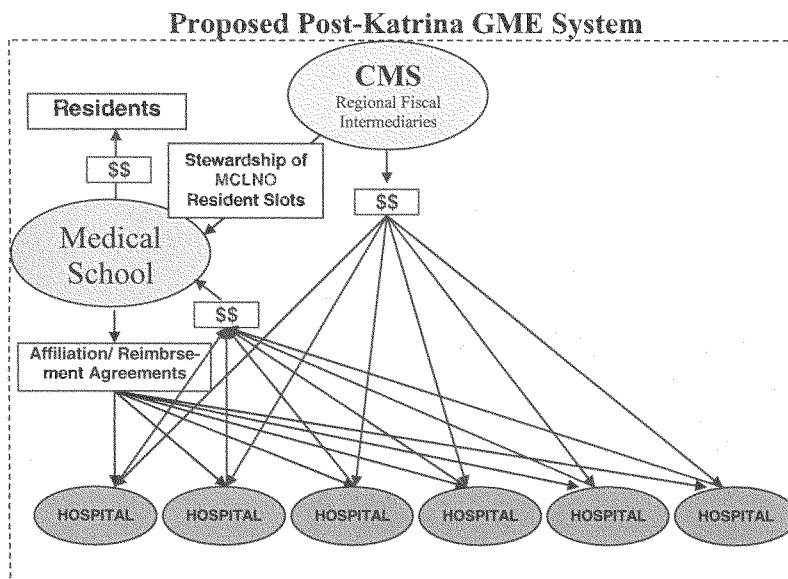 Proposed Post-Katrina GME System
CMS
Regional Fiscal
Intermediaries
Residents
$$
Stewardship of
MCLNO
Resident Slots
$$
Medical
School
$$
Affiliation/ Reimbrse-
ment Agreements
HOSPITAL
HOSPITAL
HOSPITAL
HOSPITAL
HOSPITAL
HOSPITAL